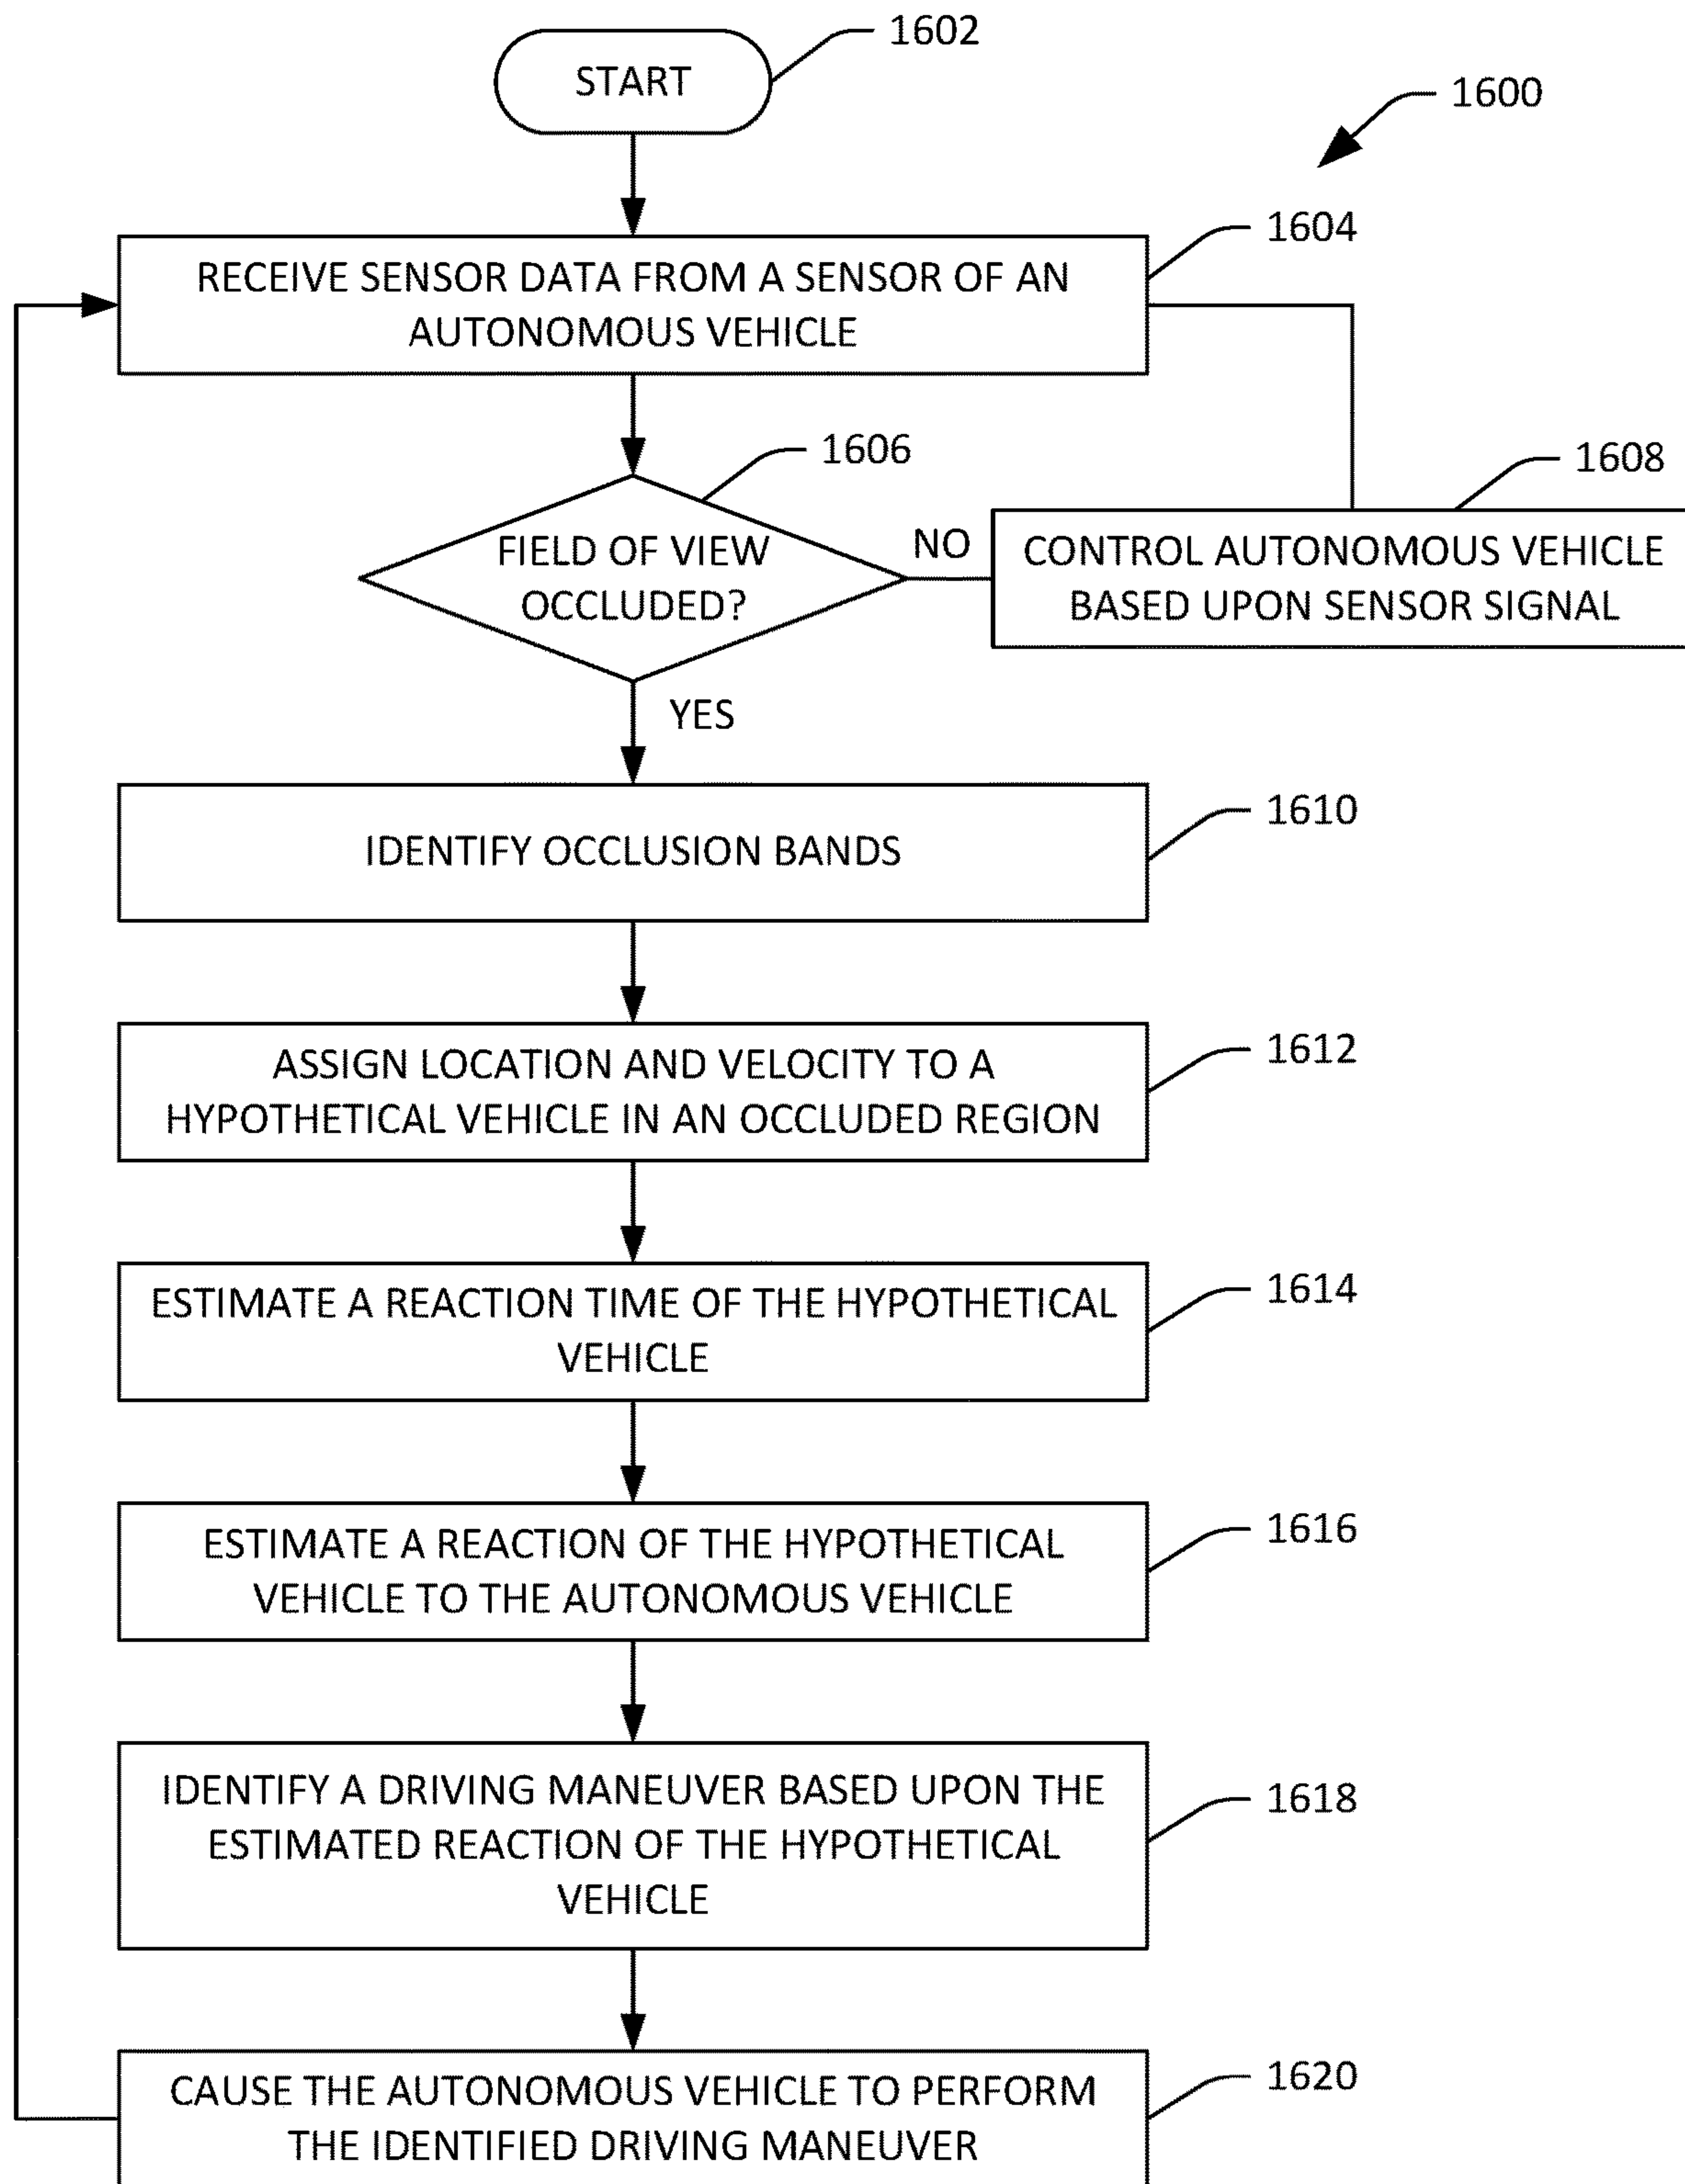 1602
START
1600
1604
RECEIVE SENSOR DATA FROM A SENSOR OF AN
AUTONOMOUS VEHICLE
1606
1608
FIELD OF VIEW
OCCLUDED?
NO
CONTROL AUTONOMOUS VEHICLE
BASED UPON SENSOR SIGNAL
YES
1610
IDENTIFY OCCLUSION BANDS
1612
ASSIGN LOCATION AND VELOCITY TO A
HYPOTHETICAL VEHICLE IN AN OCCLUDED REGION
1614
ESTIMATE A REACTION TIME OF THE HYPOTHETICAL
VEHICLE
1616
ESTIMATE A REACTION OF THE HYPOTHETICAL
VEHICLE TO THE AUTONOMOUS VEHICLE
1618
IDENTIFY A DRIVING MANEUVER BASED UPON THE
ESTIMATED REACTION OF THE HYPOTHETICAL
VEHICLE
1620
CAUSE THE AUTONOMOUS VEHICLE TO PERFORM
THE IDENTIFIED DRIVING MANEUVER